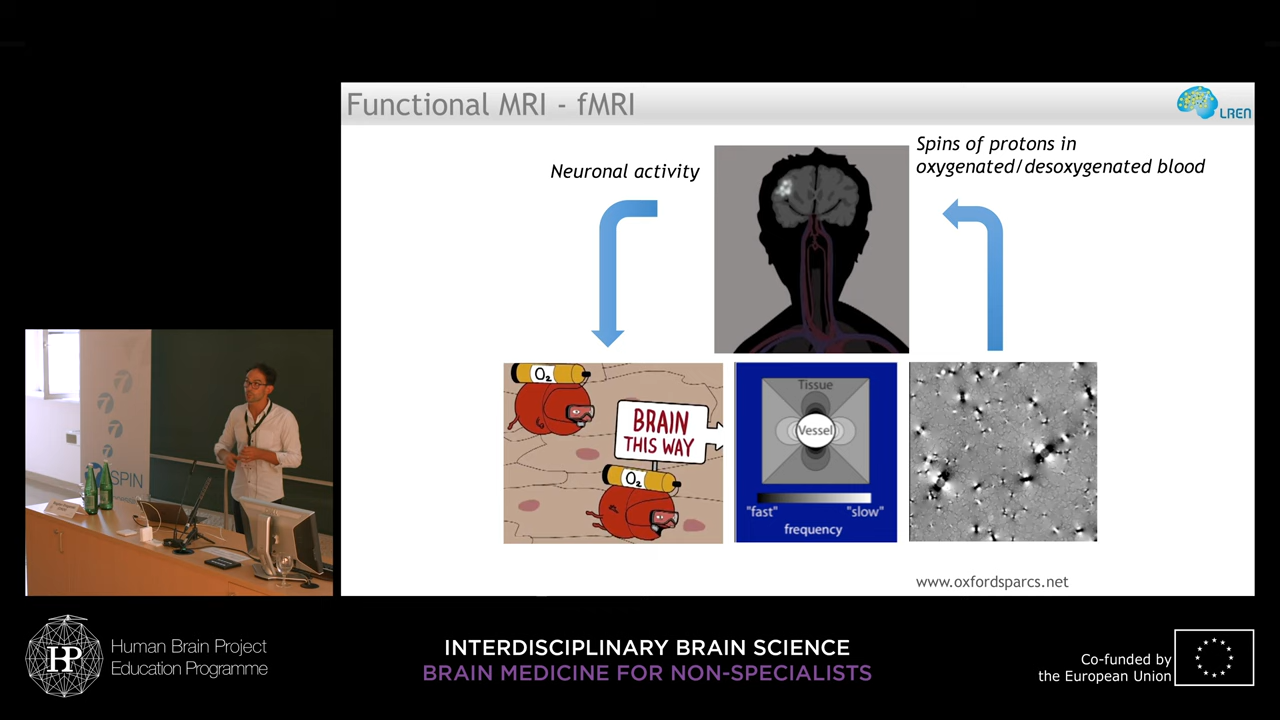 Functional MRI - fMRI
LREN
Neuronal activity
Spins of protons in
oxygenated/desoxygenated blood
O2
BRAIN
THIS WAY
O2
Tissue
Vessel
"fast" "slow"
frequency
www.oxfordsparcs.net
SPIN
HP
Human Brain Project
Education Programme
INTERDISCIPLINARY BRAIN SCIENCE
BRAIN MEDICINE FOR NON-SPECIALISTS
Co-funded by
the European Union